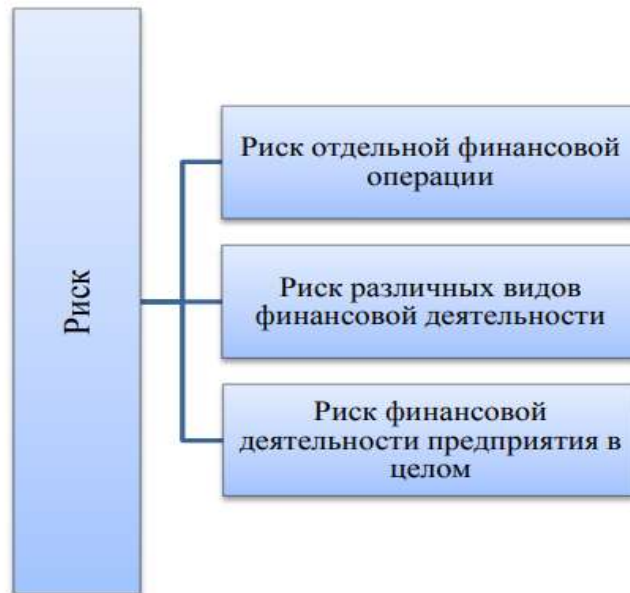 Риск
Риск отдельной финансовой
операции
Риск различных видов
финансовой деятельности
Риск финансовой
деятельности предприятия в
целом